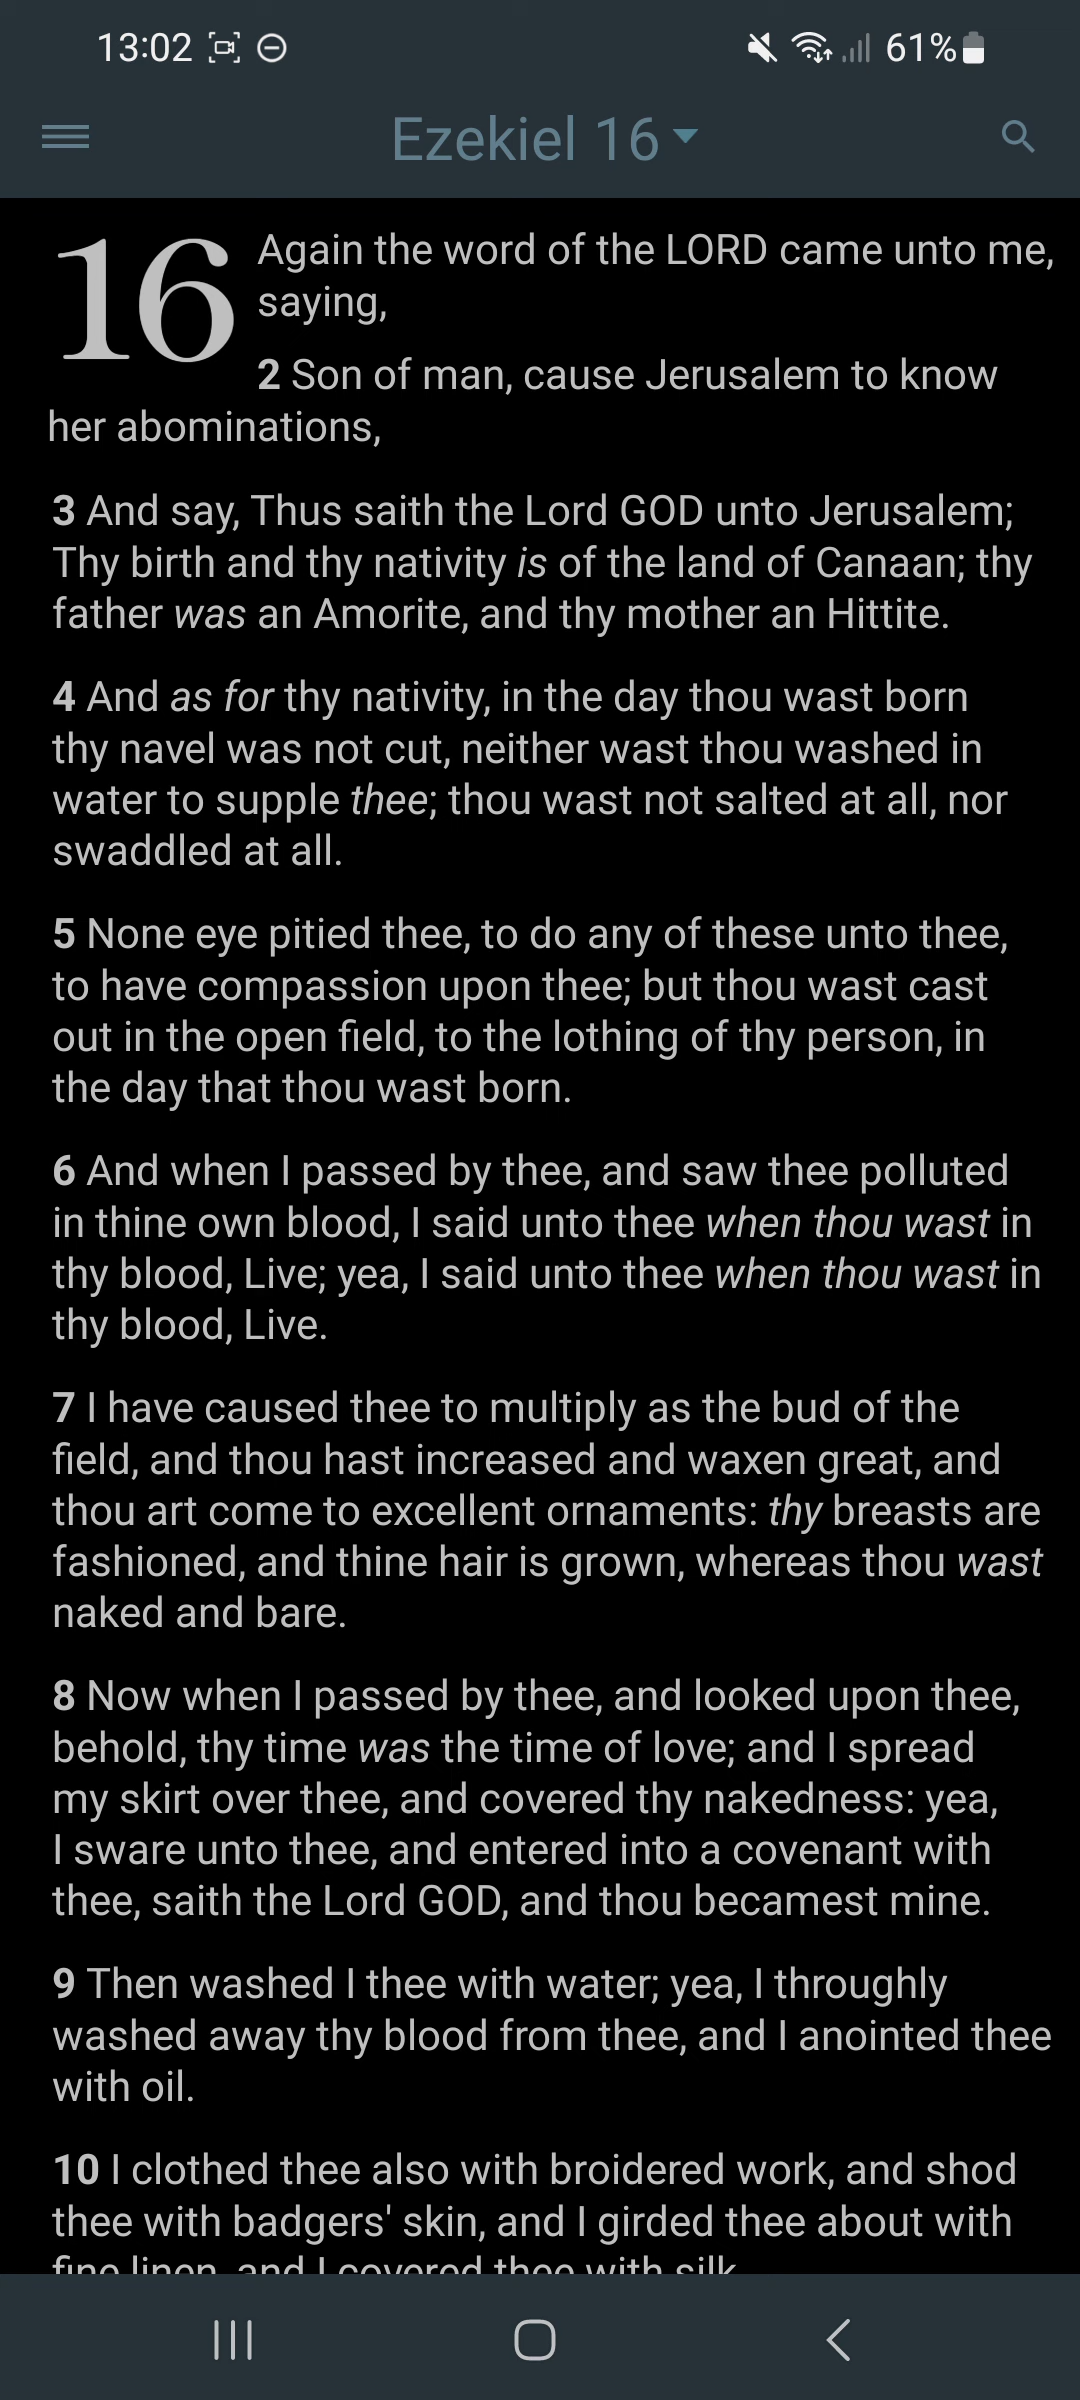 13:02
61%
Ezekiel 16
16
Again the word of the LORD came unto me,
saying,
2 Son of man, cause Jerusalem to know
her abominations,
3 And say, Thus saith the Lord GOD unto Jerusalem;
Thy birth and thy nativity is of the land of Canaan; thy
father was an Amorite, and thy mother an Hittite.
4 And as for thy nativity, in the day thou wast born
thy navel was not cut, neither wast thou washed in
water to supple thee; thou wast not salted at all, nor
swaddled at all.
5 None eye pitied thee, to do any of these unto thee,
to have compassion upon thee; but thou wast cast
out in the open field, to the lothing of thy person, in
the day that thou wast born.
6 And when I passed by thee, and saw thee polluted
in thine own blood, I said unto thee when thou wast in
thy blood, Live; yea, I said unto thee when thou wast in
thy blood, Live.
7 I have caused thee to multiply as the bud of the
field, and thou hast increased and waxen great, and
thou art come to excellent ornaments: thy breasts are
fashioned, and thine hair is grown, whereas thou wast
naked and bare.
8 Now when I passed by thee, and looked upon thee,
behold, thy time was the time of love; and I spread
my skirt over thee, and covered thy nakedness: yea,
I sware unto thee, and entered into a covenant with
thee, saith the Lord GOD, and thou becamest mine.
9 Then washed I thee with water; yea, I throughly
washed away thy blood from thee, and I anointed thee
with oil.
10 I clothed thee also with broidered work, and shod
thee with badgers' skin, and I girded thee about with
fine linen, and I covered thee with silk